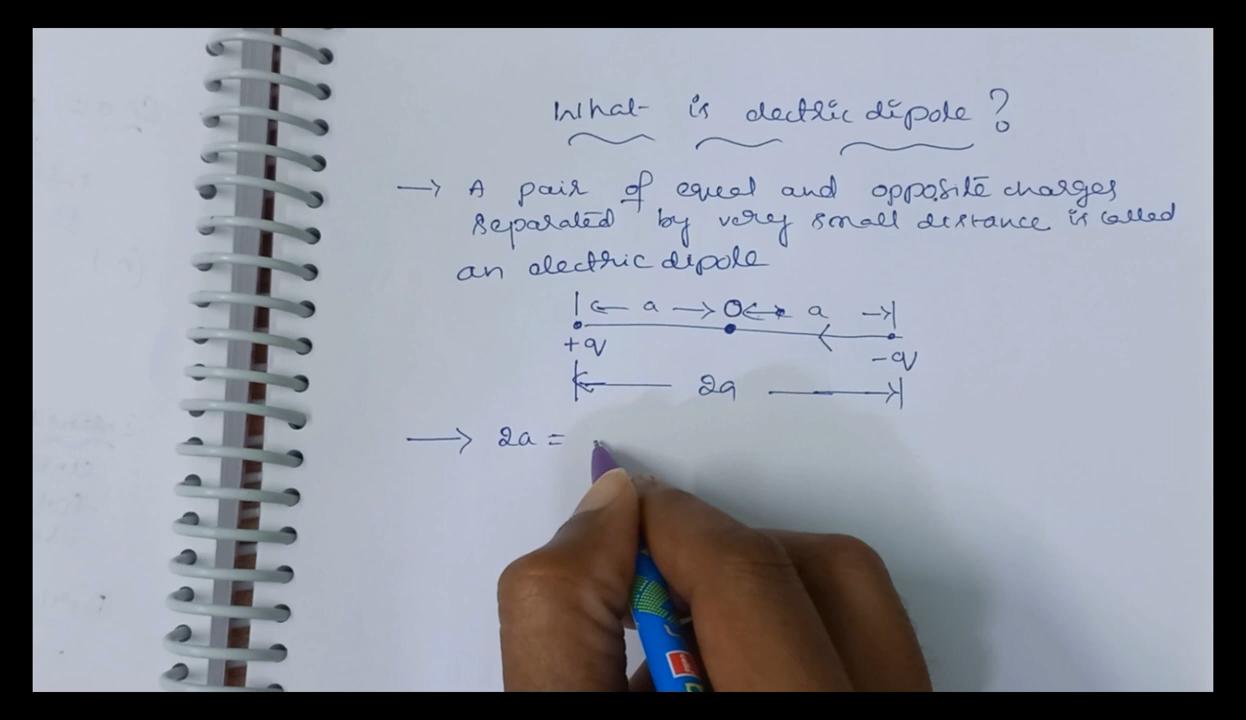 What is electric dipole?
→ A pair of equal and opposite charges
separated by very small distance is called
an electric dipole
|← a → O ↔ a →|
+q -q
|← 2a →|
→ 2a =